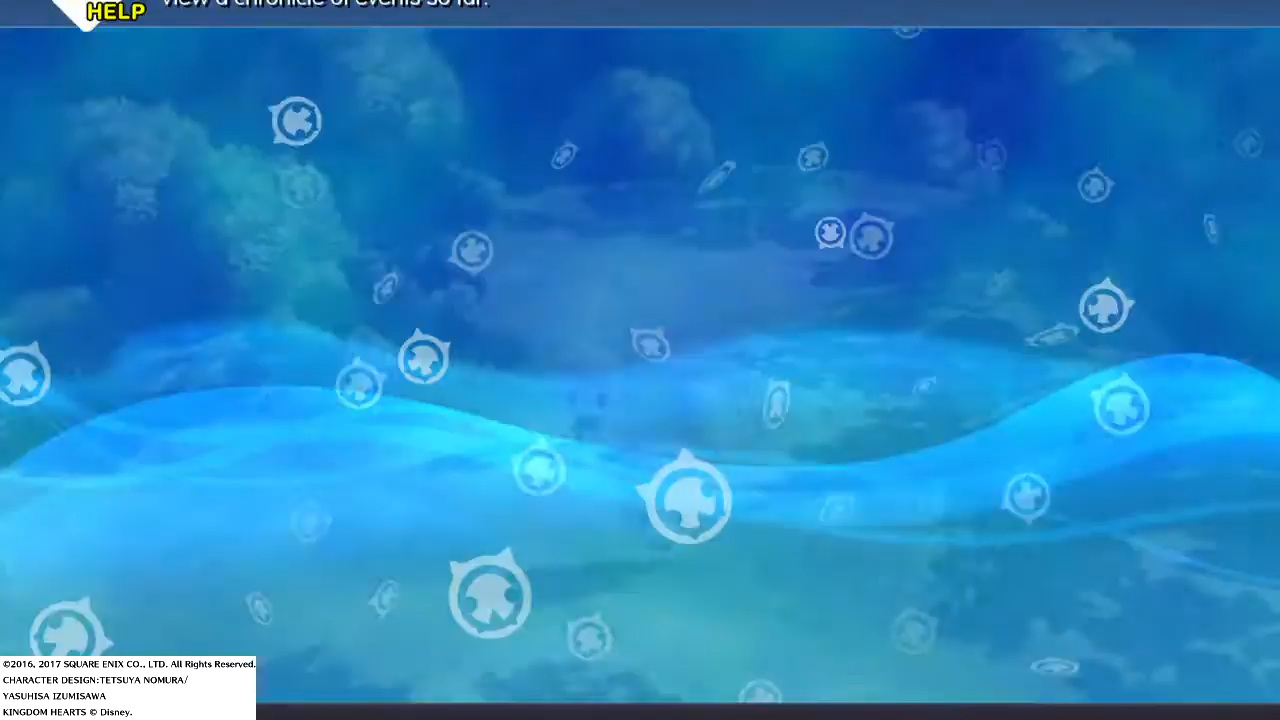 HELP view a chronicle of events so far.
©2016, 2017 SQUARE ENIX CO., LTD. All Rights Reserved.
CHARACTER DESIGN:TETSUYA NOMURA/
YASUHISA IZUMISAWA
KINGDOM HEARTS © Disney.